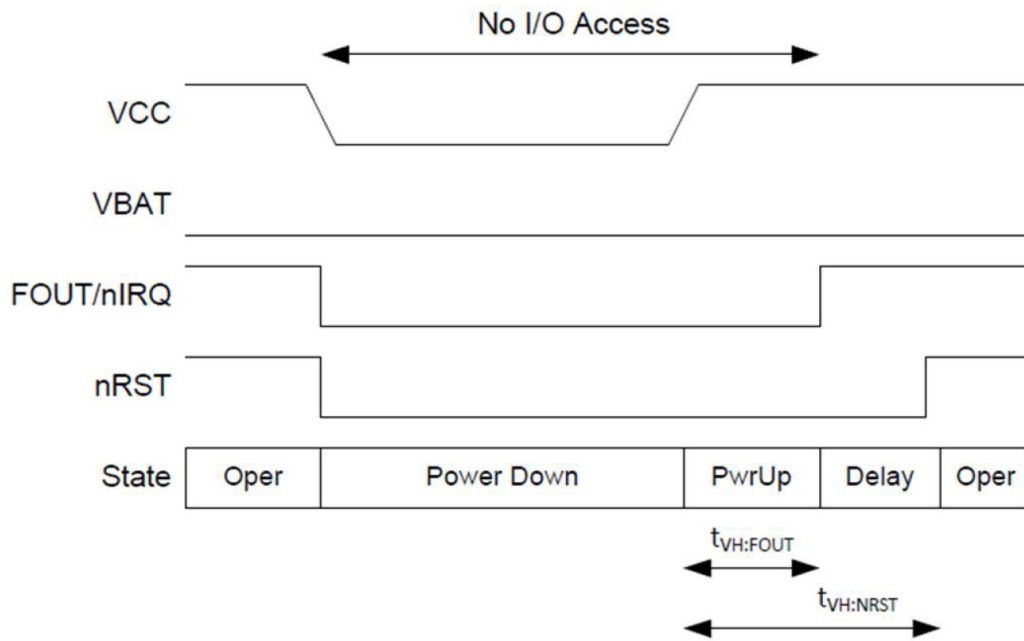 No I/O Access
VCC
VBAT
FOUT/nIRQ
nRST
State Oper Power Down PwrUp Delay Oper
tVH:FOUT
tVH:NRST